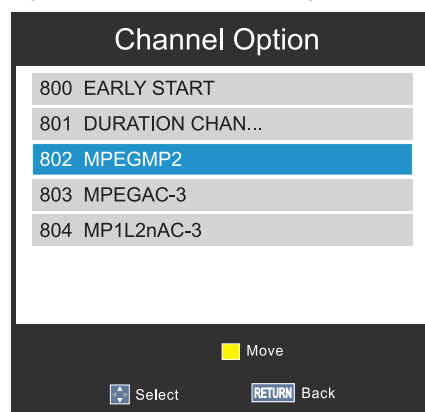 Channel Option
800 EARLY START
801 DURATION CHAN...
802 MPEGMP2
803 MPEGAC-3
804 MP1L2nAC-3
Move
Select RETURN Back